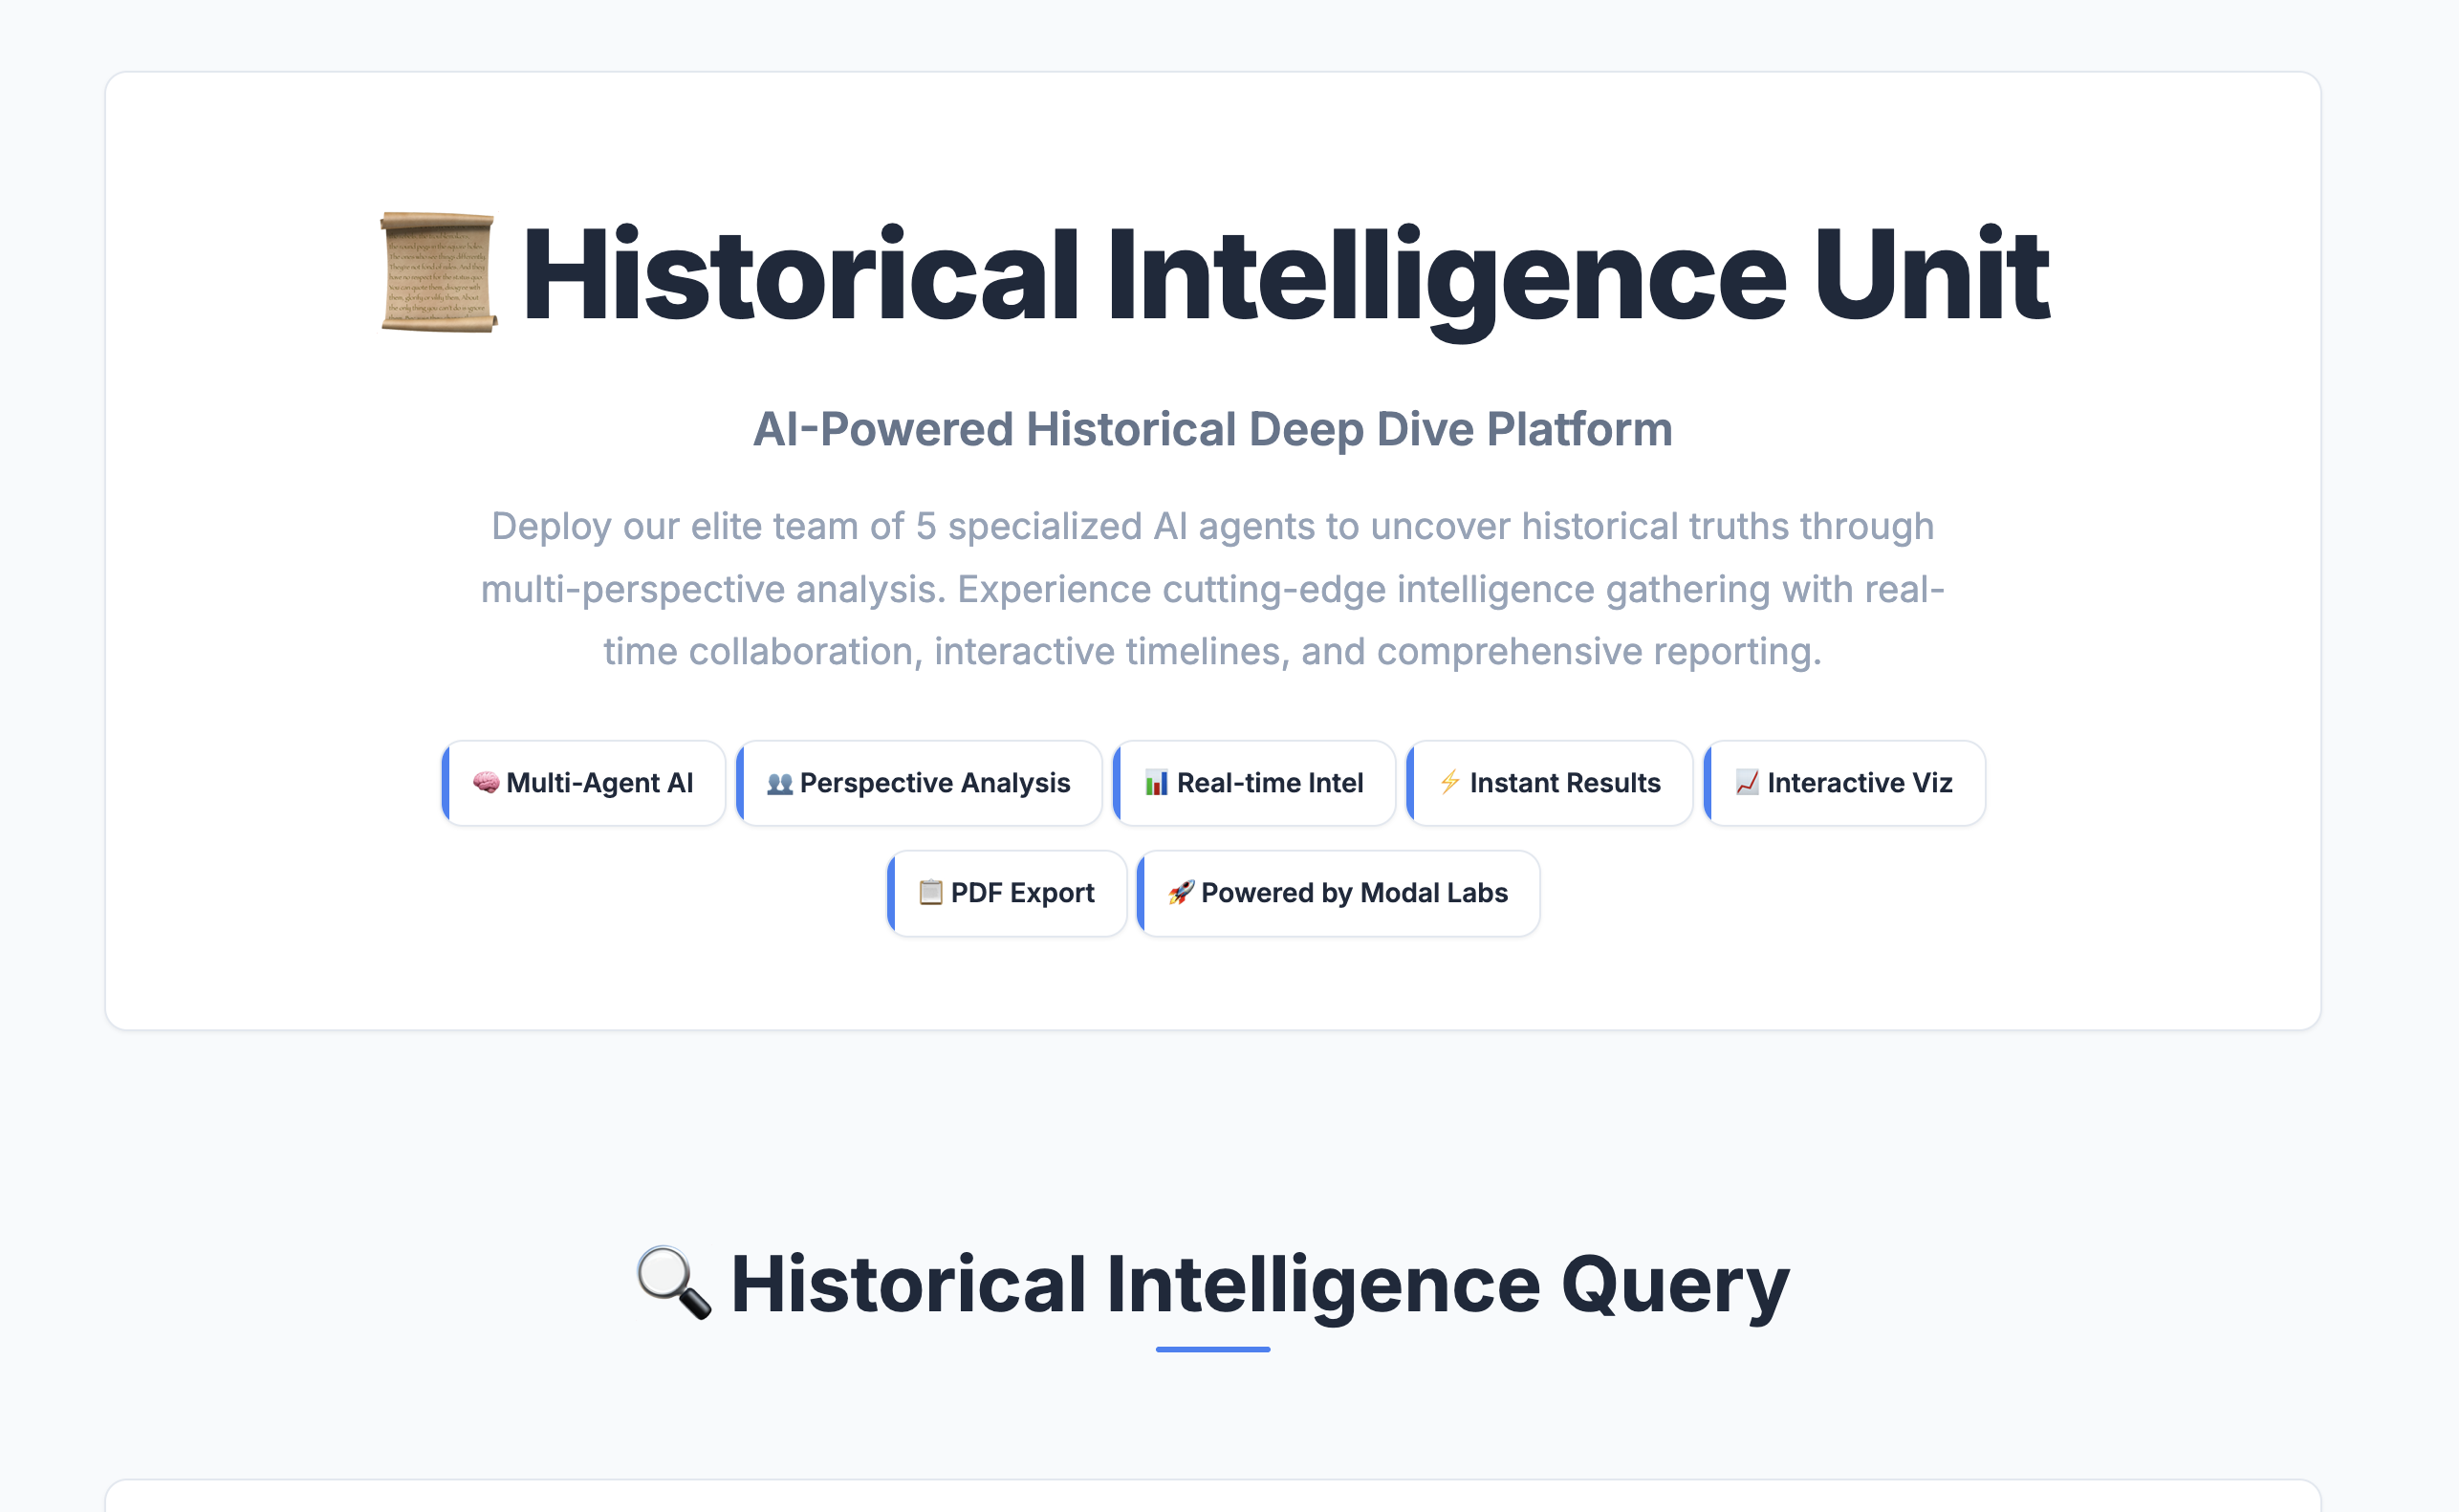 Historical Intelligence Unit
AI-Powered Historical Deep Dive Platform
Deploy our elite team of 5 specialized AI agents to uncover historical truths through
multi-perspective analysis. Experience cutting-edge intelligence gathering with real-
time collaboration, interactive timelines, and comprehensive reporting.
Multi-Agent AI
Perspective Analysis
Real-time Intel
Instant Results
Interactive Viz
PDF Export
Powered by Modal Labs
Historical Intelligence Query